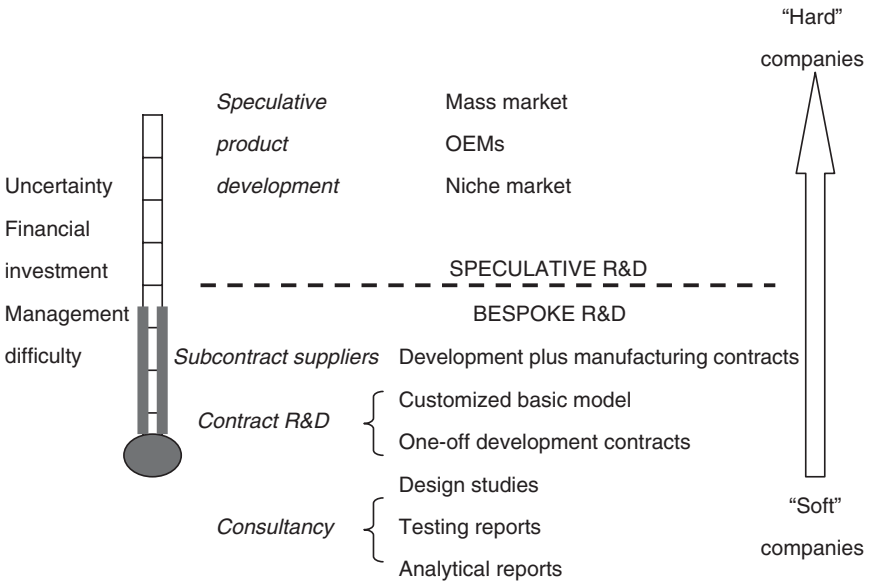 “Hard”
companies
Speculative Mass market
product OEMs
Uncertainty development Niche market
Financial
investment SPECULATIVE R&D
Management BESPOKE R&D
difficulty Subcontract suppliers Development plus manufacturing contracts
Customized basic model
Contract R&D
One-off development contracts
Design studies
“Soft”
Consultancy Testing reports
companies
Analytical reports